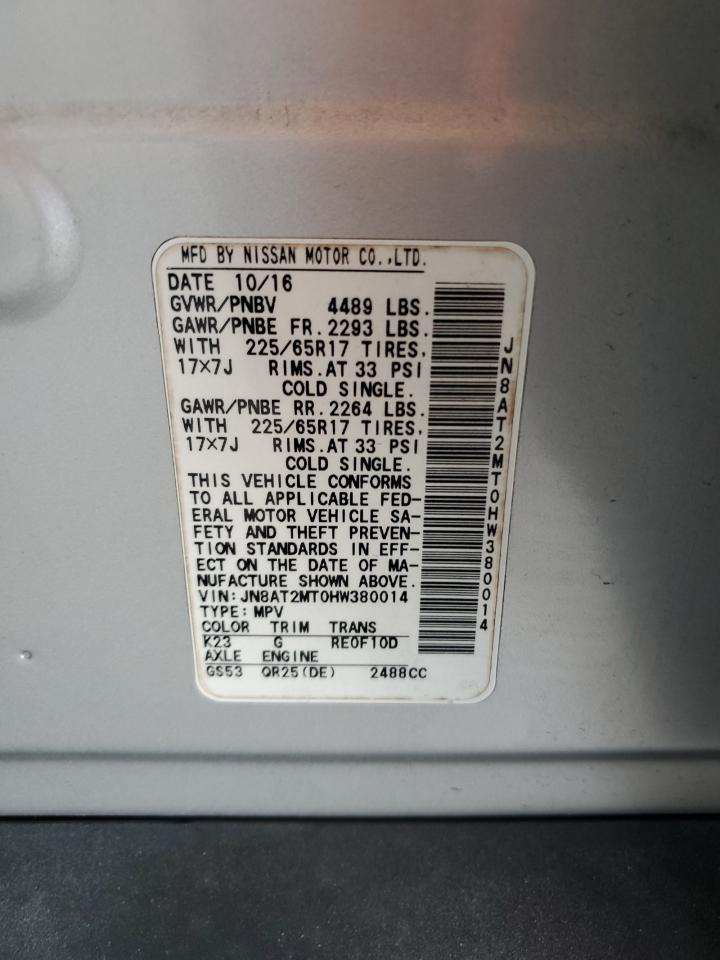 MFD BY NISSAN MOTOR CO.,LTD.
DATE 10/16
GVWR/PNBV 4489 LBS.
GAWR/PNBE FR. 2293 LBS.
WITH 225/65R17 TIRES,
17×7J RIMS.AT 33 PSI
COLD SINGLE.
GAWR/PNBE RR. 2264 LBS.
WITH 225/65R17 TIRES,
17×7J RIMS.AT 33 PSI
COLD SINGLE.
THIS VEHICLE CONFORMS
TO ALL APPLICABLE FED-
ERAL MOTOR VEHICLE SA-
FETY AND THEFT PREVEN-
TION STANDARDS IN EFF-
ECT ON THE DATE OF MA-
NUFACTURE SHOWN ABOVE.
VIN: JN8AT2MT0HW380014
TYPE: MPV
COLOR TRIM TRANS
K23 G RE0F10D
AXLE ENGINE
GS53 QR25(DE) 2488CC
JN8AT2MT0HW380014